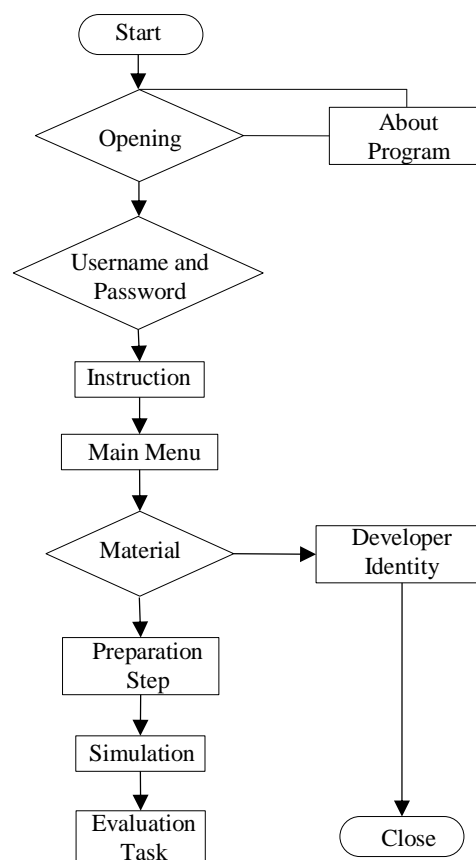 Start
Opening
About
Program
Username and
Password
Instruction
Main Menu
Material
Developer
Identity
Preparation
Step
Simulation
Evaluation
Task
Close